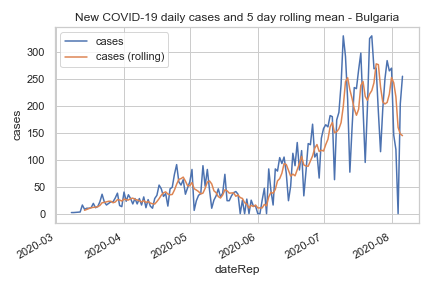 New COVID-19 daily cases and 5 day rolling mean - Bulgaria
cases
cases (rolling)
300
250
200
150
100
50
0
cases
2020-03
2020-04
2020-05
2020-06
2020-07
2020-08
dateRep